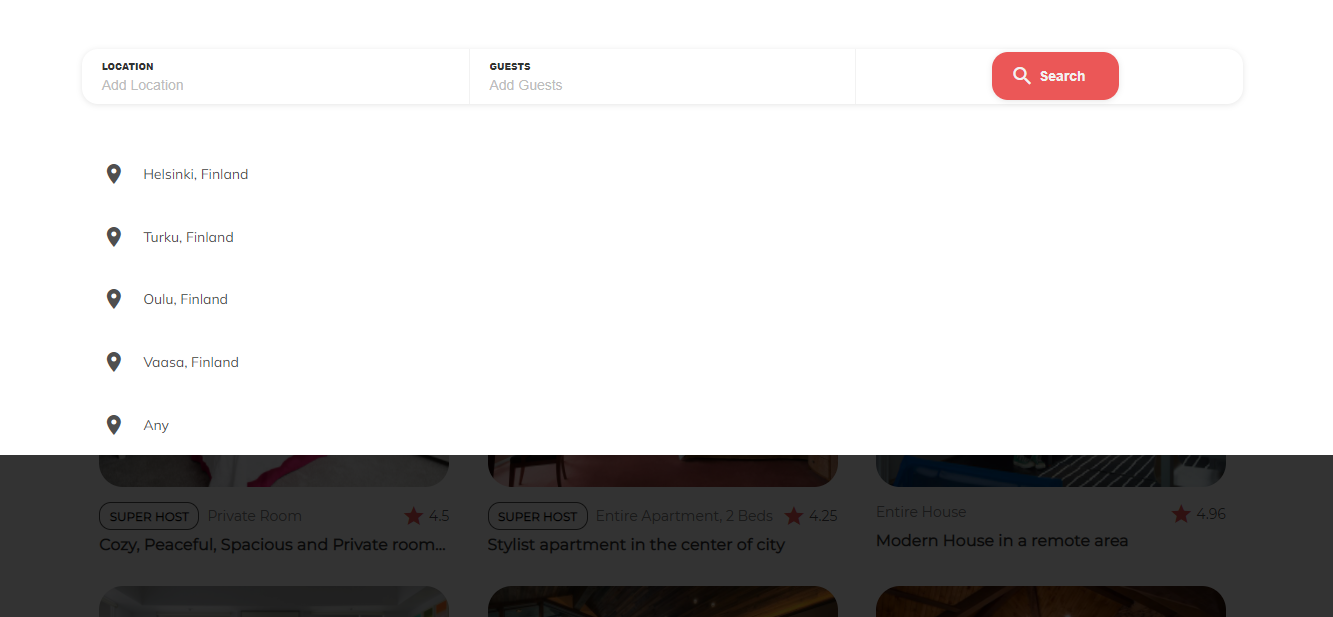 LOCATION
Add Location
GUESTS
Add Guests
Search
Helsinki, Finland
Turku, Finland
Oulu, Finland
Vaasa, Finland
Any
SUPER HOST Private Room 4.5
Cozy, Peaceful, Spacious and Private room...
SUPER HOST Entire Apartment, 2 Beds 4.25
Stylist apartment in the center of city
Entire House 4.96
Modern House in a remote area